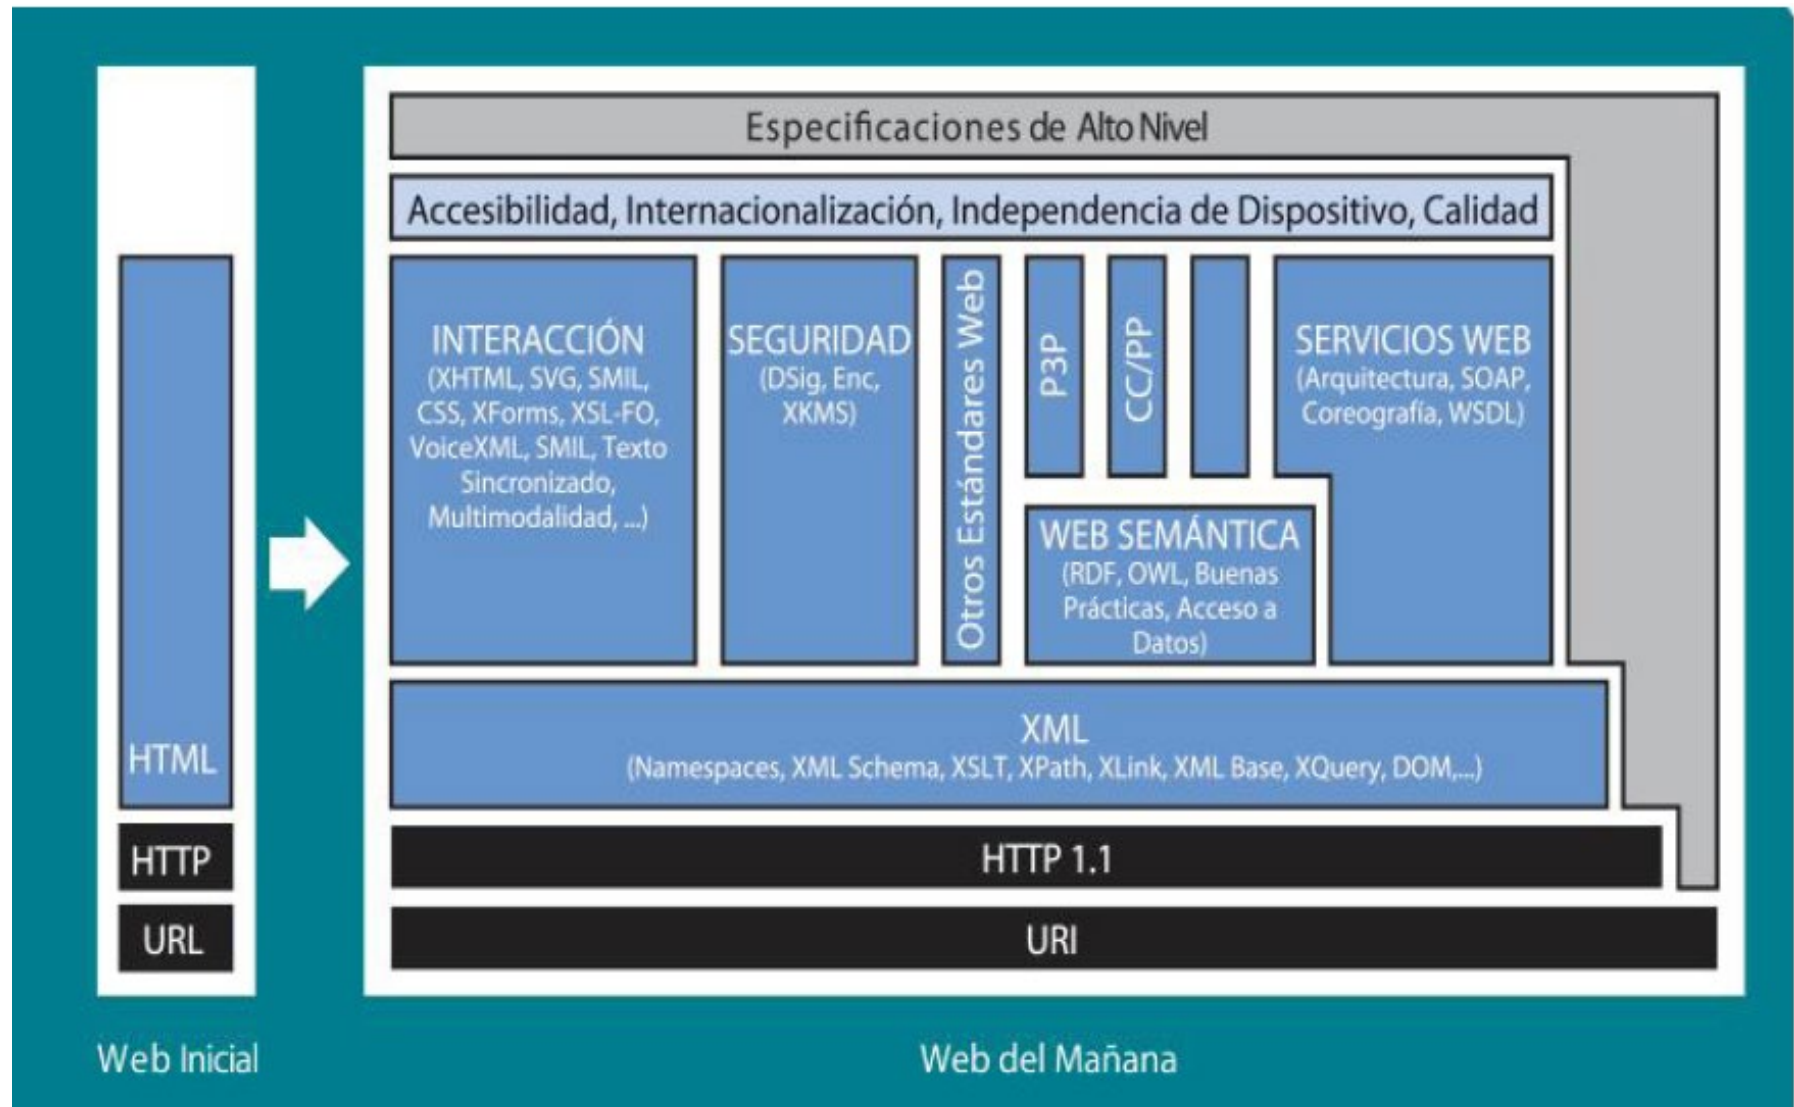 Especificaciones de Alto Nivel
Accesibilidad, Internacionalización, Independencia de Dispositivo, Calidad
HTML
HTTP
URL
INTERACCIÓN
(XHTML, SVG, SMIL,
CSS, XForms, XSL-FO,
VoiceXML, SMIL, Texto
Sincronizado,
Multimodalidad, ...)
SEGURIDAD
(DSig, Enc,
XKMS)
Otros Estándares Web
P3P
CC/PP
SERVICIOS WEB
(Arquitectura, SOAP,
Coreografía, WSDL)
WEB SEMÁNTICA
(RDF, OWL, Buenas
Prácticas, Acceso a
Datos)
XML
(Namespaces, XML Schema, XSLT, XPath, XLink, XML Base, XQuery, DOM,...)
HTTP 1.1
URI
Web Inicial
Web del Mañana